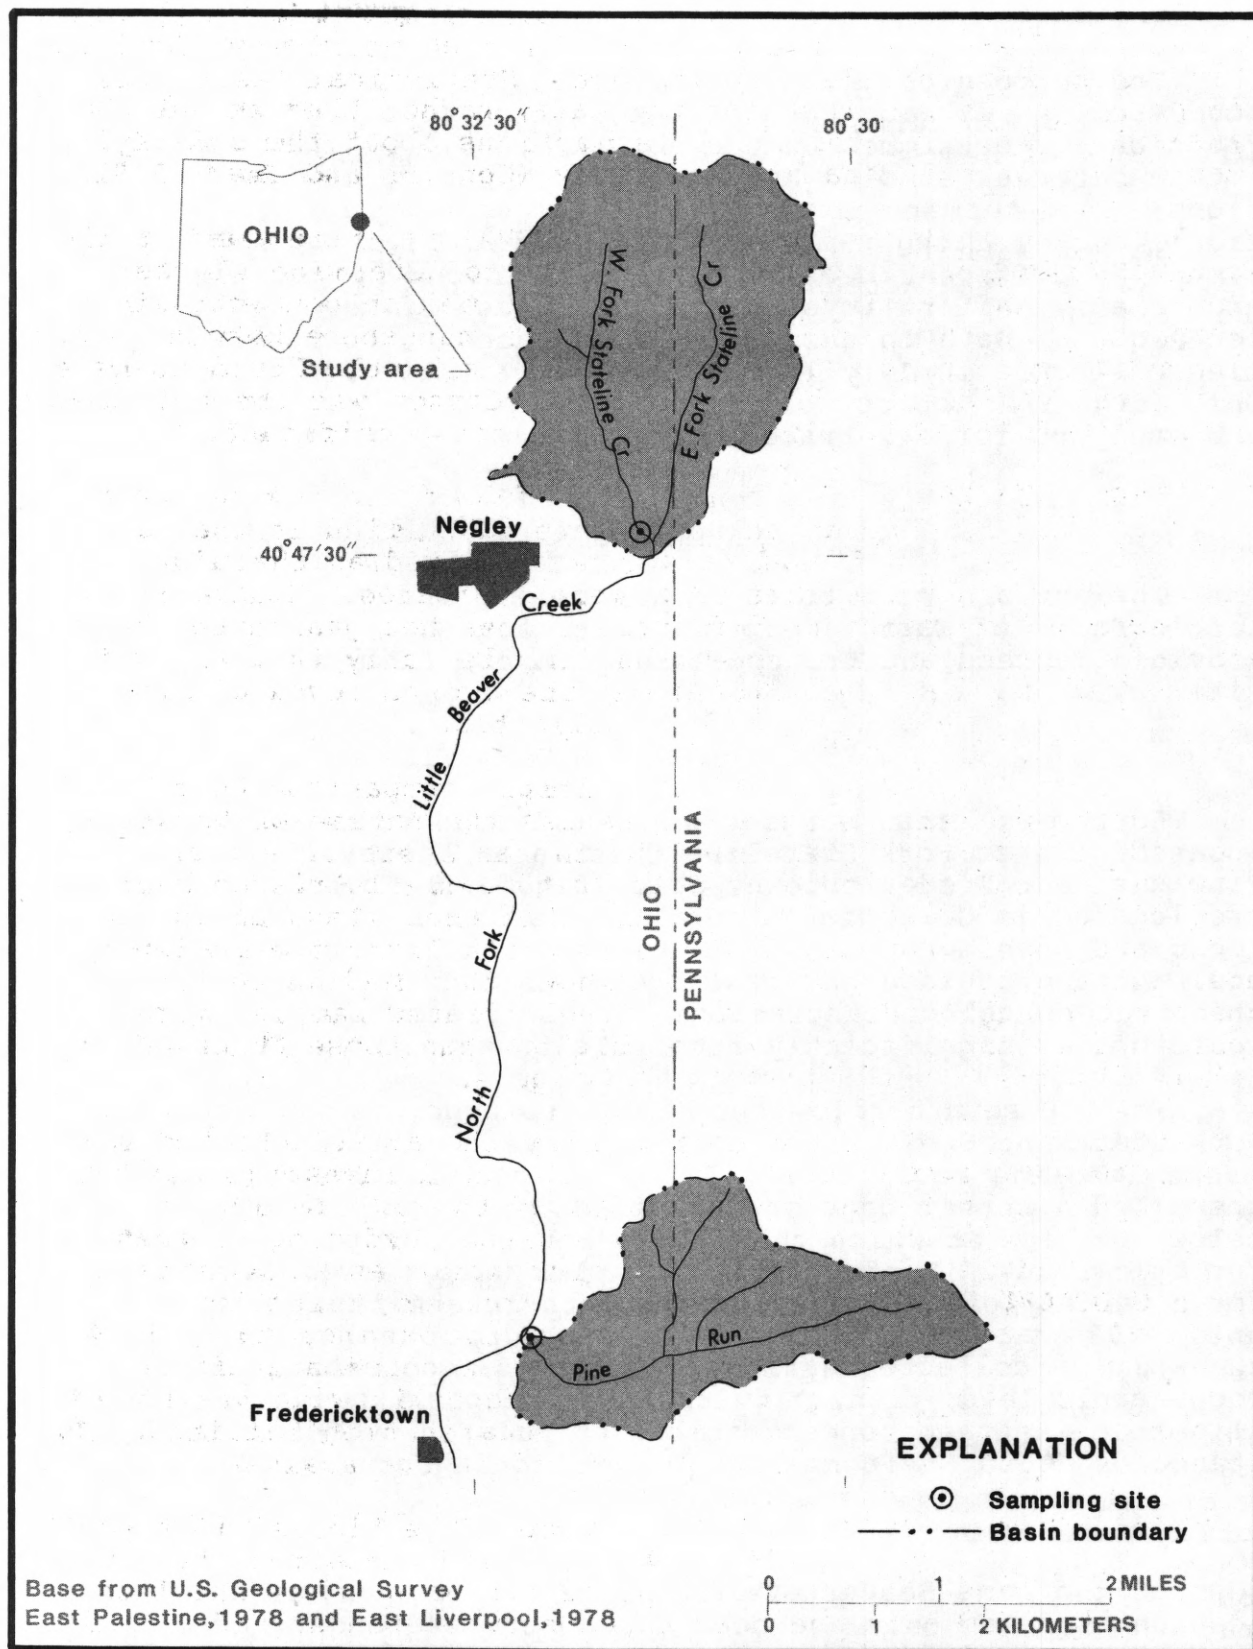 80°32'30"
80°30
OHIO
Study area
W. Fork Stateline Cr
E. Fork Stateline Cr
Negley
40°47'30"
Creek
Beaver
Little
Fork
North
OHIO
PENNSYLVANIA
Run
Pine
Fredericktown
EXPLANATION
Sampling site
Basin boundary
Base from U.S. Geological Survey
East Palestine,1978 and East Liverpool,1978
0 1 2 MILES
0 1 2 KILOMETERS